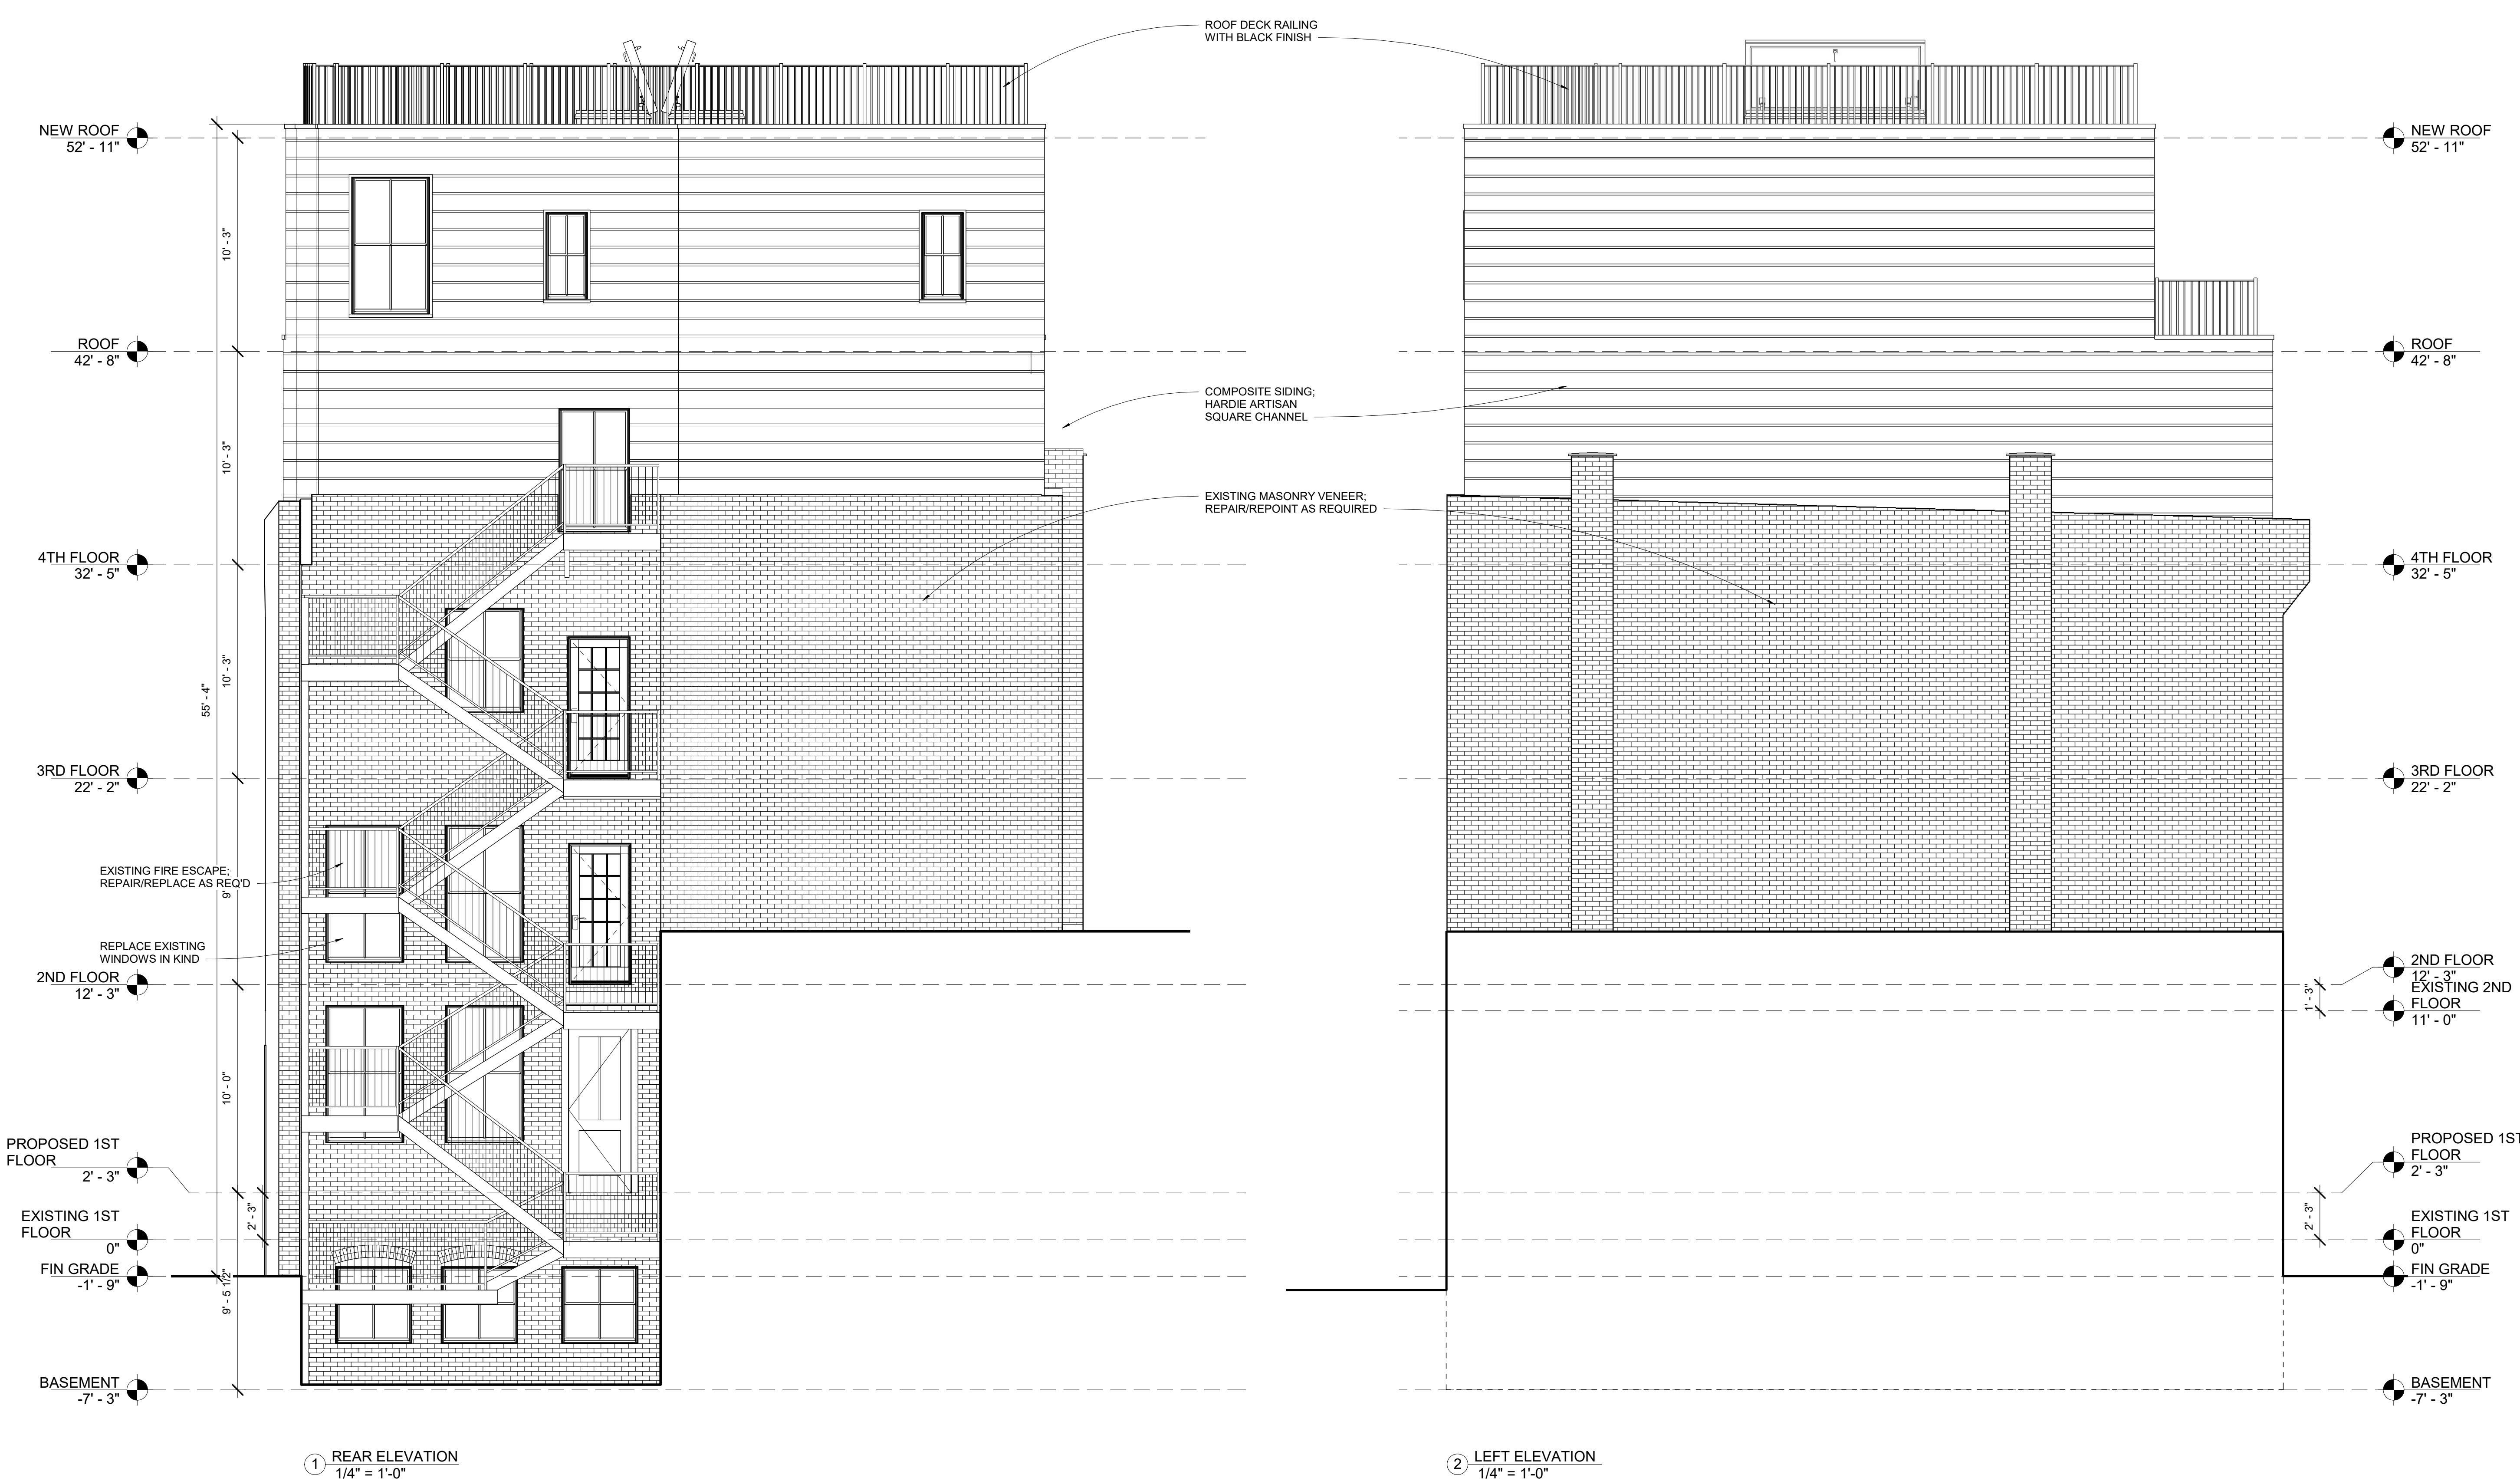 ROOF DECK RAILING
WITH BLACK FINISH
NEW ROOF
52' - 11"
NEW ROOF
52' - 11"
10' - 3"
ROOF
42' - 8"
ROOF
42' - 8"
COMPOSITE SIDING;
HARDIE ARTISAN
SQUARE CHANNEL
10' - 3"
EXISTING MASONRY VENEER;
REPAIR/REPOINT AS REQUIRED
4TH FLOOR
32' - 5"
4TH FLOOR
32' - 5"
10' - 3"
55' - 4"
3RD FLOOR
22' - 2"
3RD FLOOR
22' - 2"
EXISTING FIRE ESCAPE;
REPAIR/REPLACE AS REQ'D
9'
REPLACE EXISTING
WINDOWS IN KIND
2ND FLOOR
12' - 3"
2ND FLOOR
12' - 3"
EXISTING 2ND
FLOOR
11' - 0"
1' - 3"
10' - 0"
PROPOSED 1ST
FLOOR
2' - 3"
PROPOSED 1ST
FLOOR
2' - 3"
2' - 3"
2' - 3"
EXISTING 1ST
FLOOR
0"
EXISTING 1ST
FLOOR
0"
FIN GRADE
-1' - 9"
FIN GRADE
-1' - 9"
9' - 5 1/2"
BASEMENT
-7' - 3"
BASEMENT
-7' - 3"
1 REAR ELEVATION
1/4" = 1'-0"
2 LEFT ELEVATION
1/4" = 1'-0"